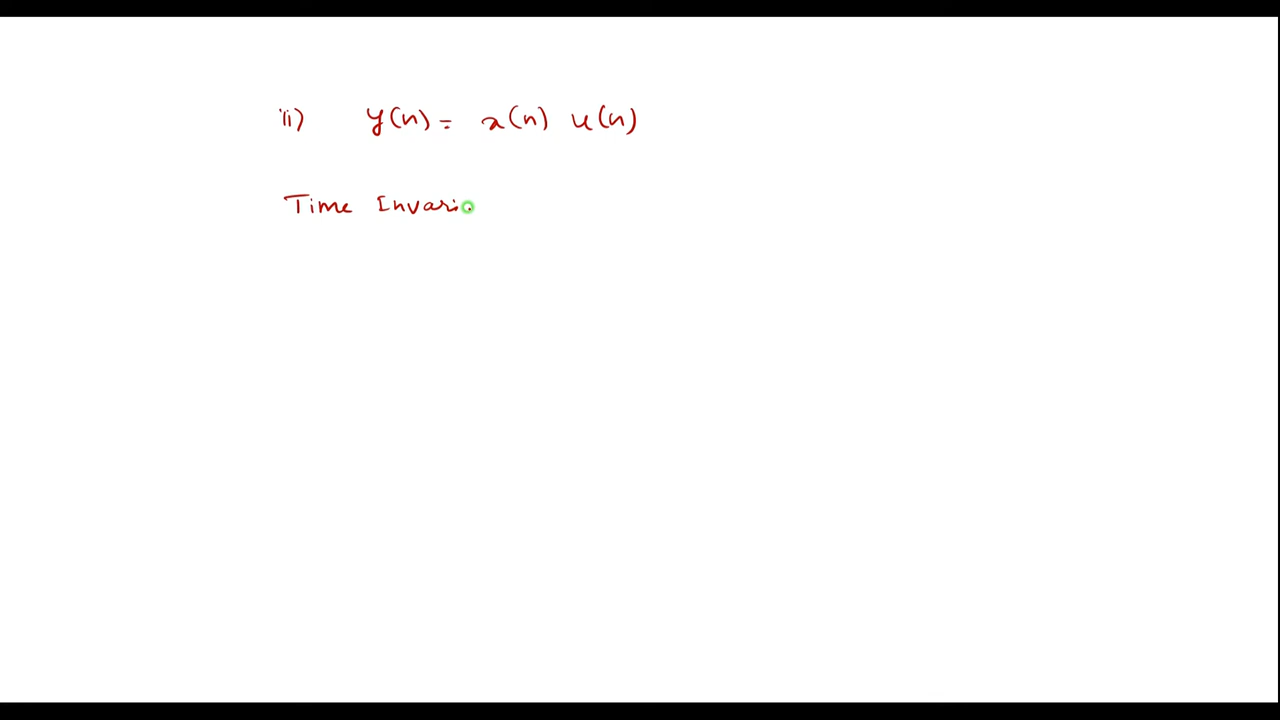 ii) y(n) = x(n) u(n)
Time Invari